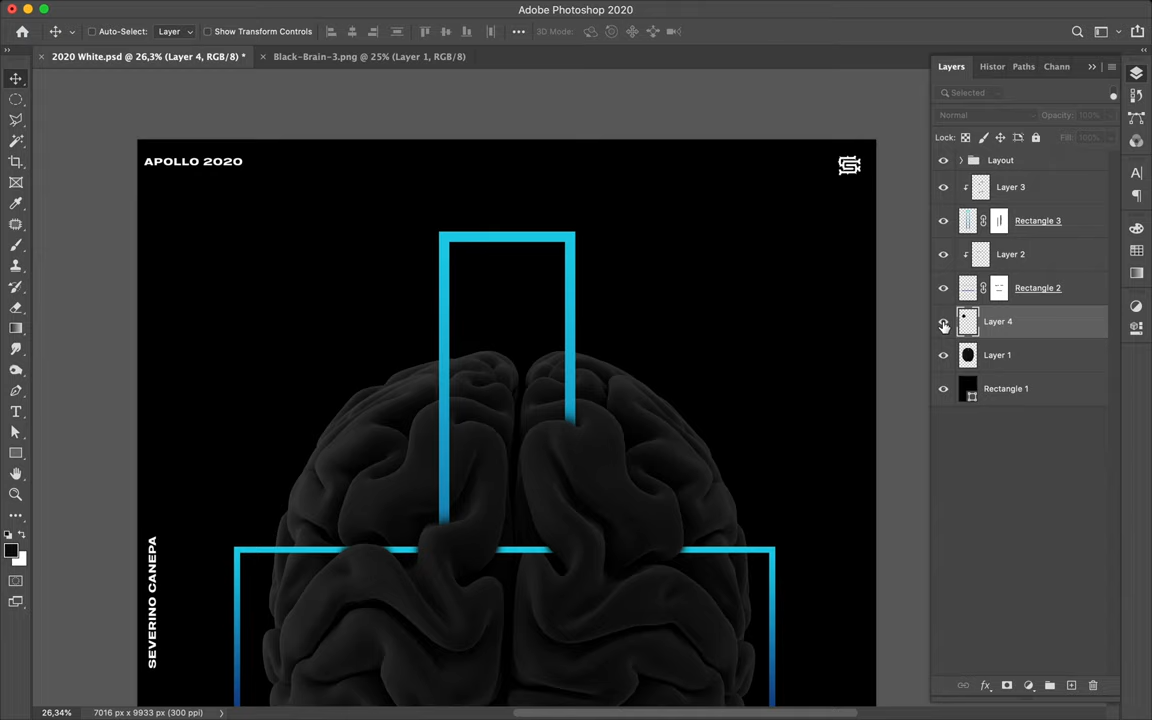 Adobe Photoshop 2020
Auto-Select: Layer Show Transform Controls 3D Mode:
2020 White.psd @ 26,3% (Layer 4, RGB/8) * Black-Brain-3.png @ 25% (Layer 1, RGB/8)
Layers Histor Paths Chann
Selected
Normal Opacity: 100%
Lock: Fill: 100%
Layout
Layer 3
Rectangle 3
Layer 2
Rectangle 2
Layer 4
Layer 1
Rectangle 1
APOLLO 2020
SEVERINO CANEPA
26,34% 7016 px x 9933 px (300 ppi)